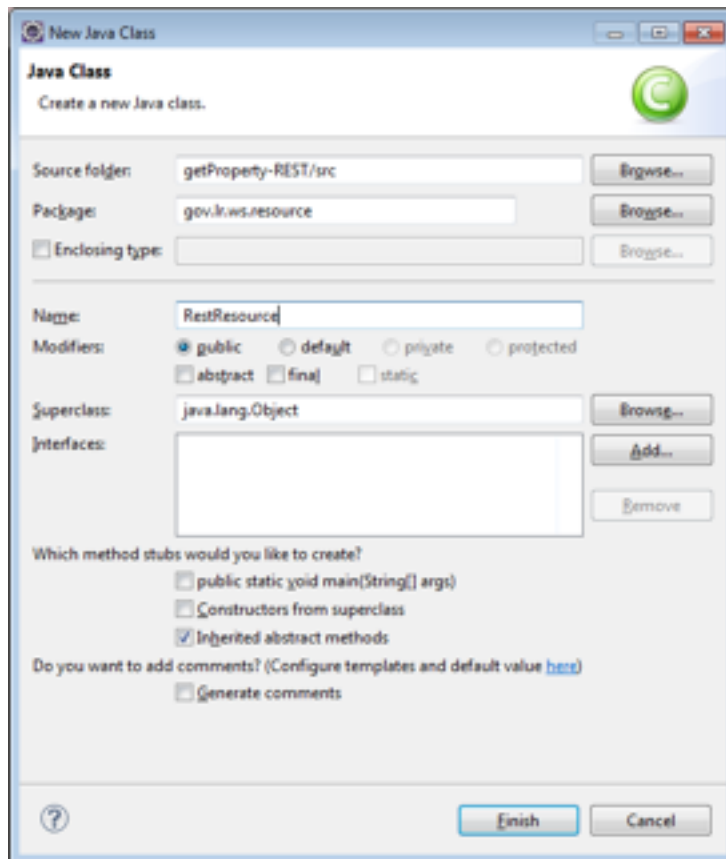 New Java Class
Java Class
Create a new Java class.
Source folder: getProperty-REST/src Browse...
Package: gov.lr.ws.resource Browse...
Enclosing type: Browse...
Name: RestResource
Modifiers: public default private protected
abstract final static
Superclass: java.lang.Object Browse...
Interfaces: Add...
Remove
Which method stubs would you like to create?
public static void main(String[] args)
Constructors from superclass
Inherited abstract methods
Do you want to add comments? (Configure templates and default value here)
Generate comments
? Finish Cancel